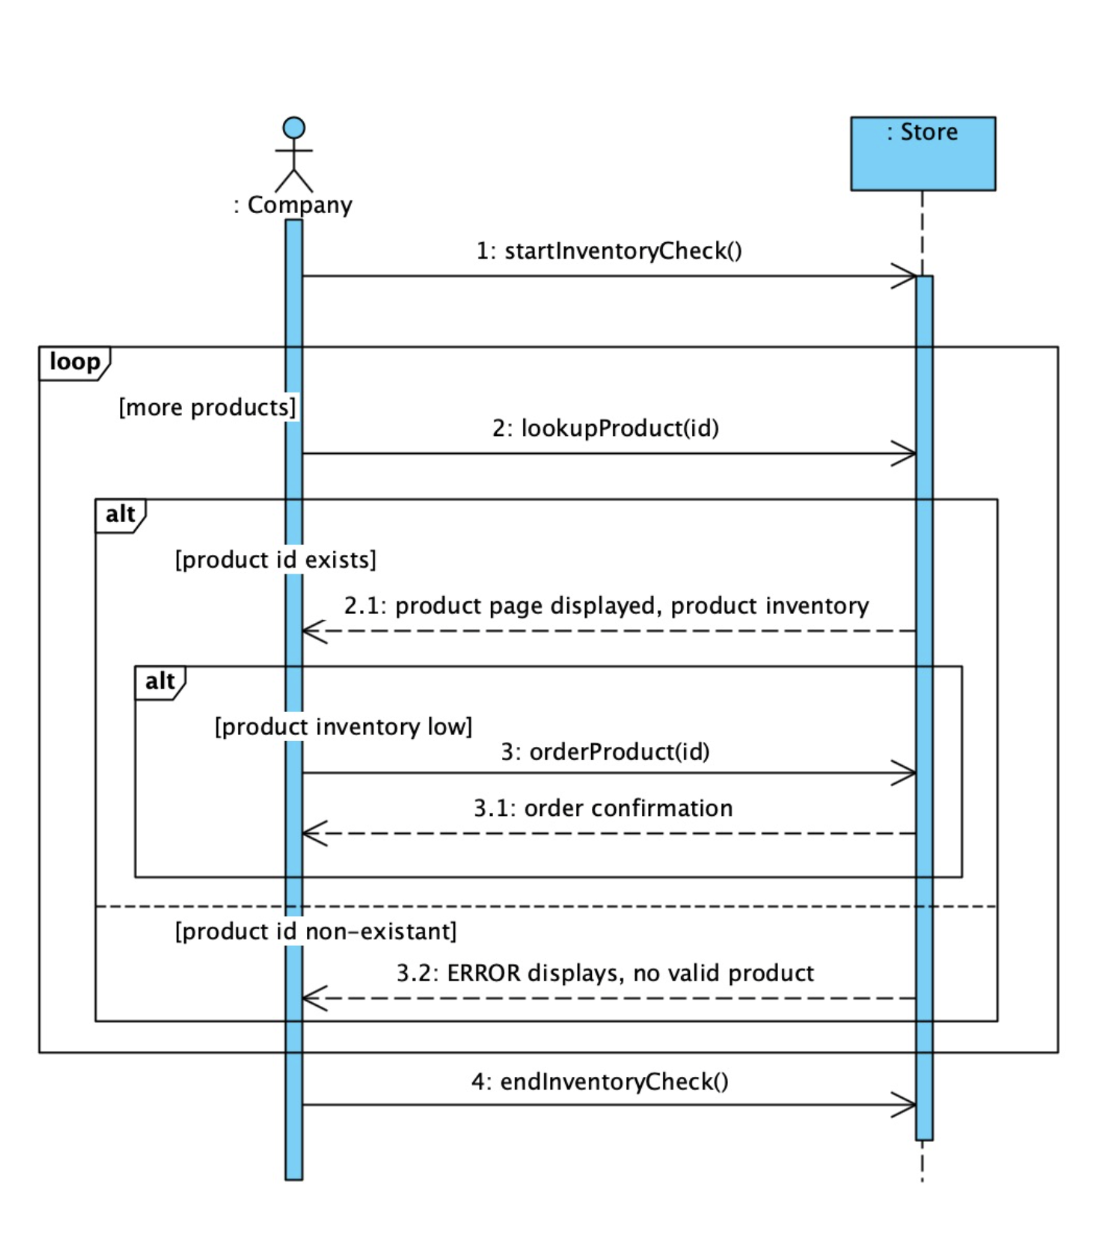 : Company
: Store
1: startInventoryCheck()
loop
[more products]
2: lookupProduct(id)
alt
[product id exists]
2.1: product page displayed, product inventory
alt
[product inventory low]
3: orderProduct(id)
3.1: order confirmation
[product id non-existant]
3.2: ERROR displays, no valid product
4: endInventoryCheck()